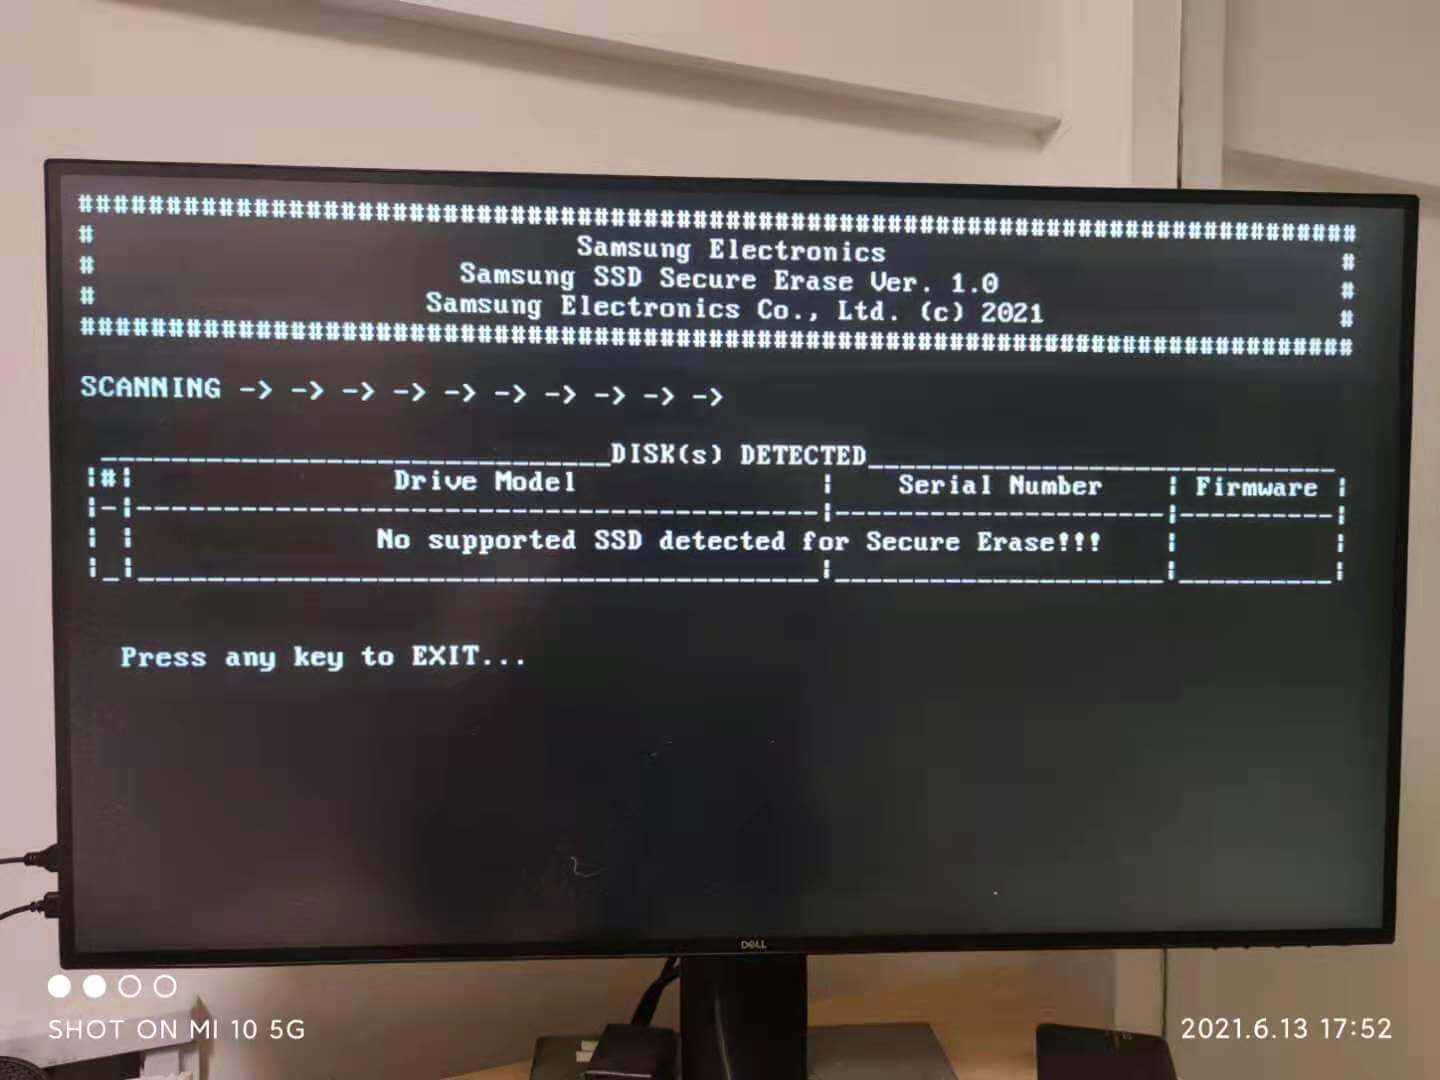 ################################################################################
# Samsung Electronics #
# Samsung SSD Secure Erase Ver. 1.0 #
# Samsung Electronics Co., Ltd. (c) 2021 #
################################################################################
SCANNING -> -> -> -> -> -> -> -> -> ->
DISK(s) DETECTED
|#| Drive Model | Serial Number | Firmware |
No supported SSD detected for Secure Erase!!!
Press any key to EXIT...
DELL
SHOT ON MI 10 5G
2021.6.13 17:52